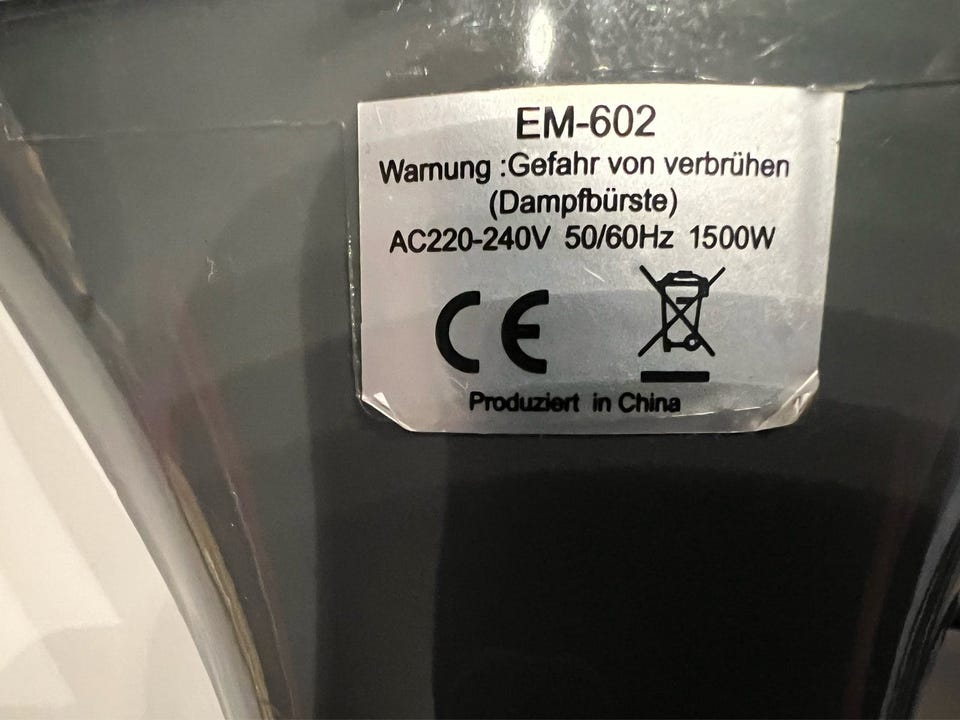 EM-602
Warnung :Gefahr von verbrühen
(Dampfbürste)
AC220-240V 50/60Hz 1500W
CE
Produziert in China